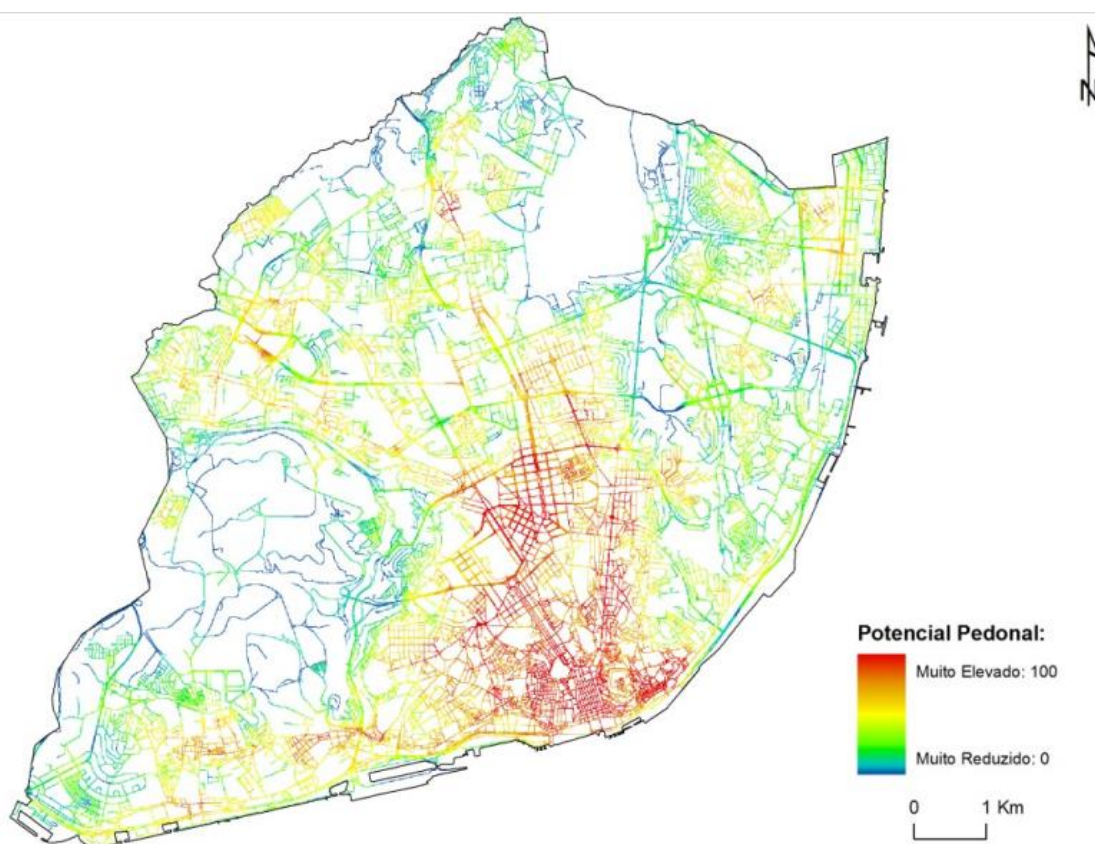 N
Potencial Pedonal:
Muito Elevado: 100
Muito Reduzido: 0
0 1 Km